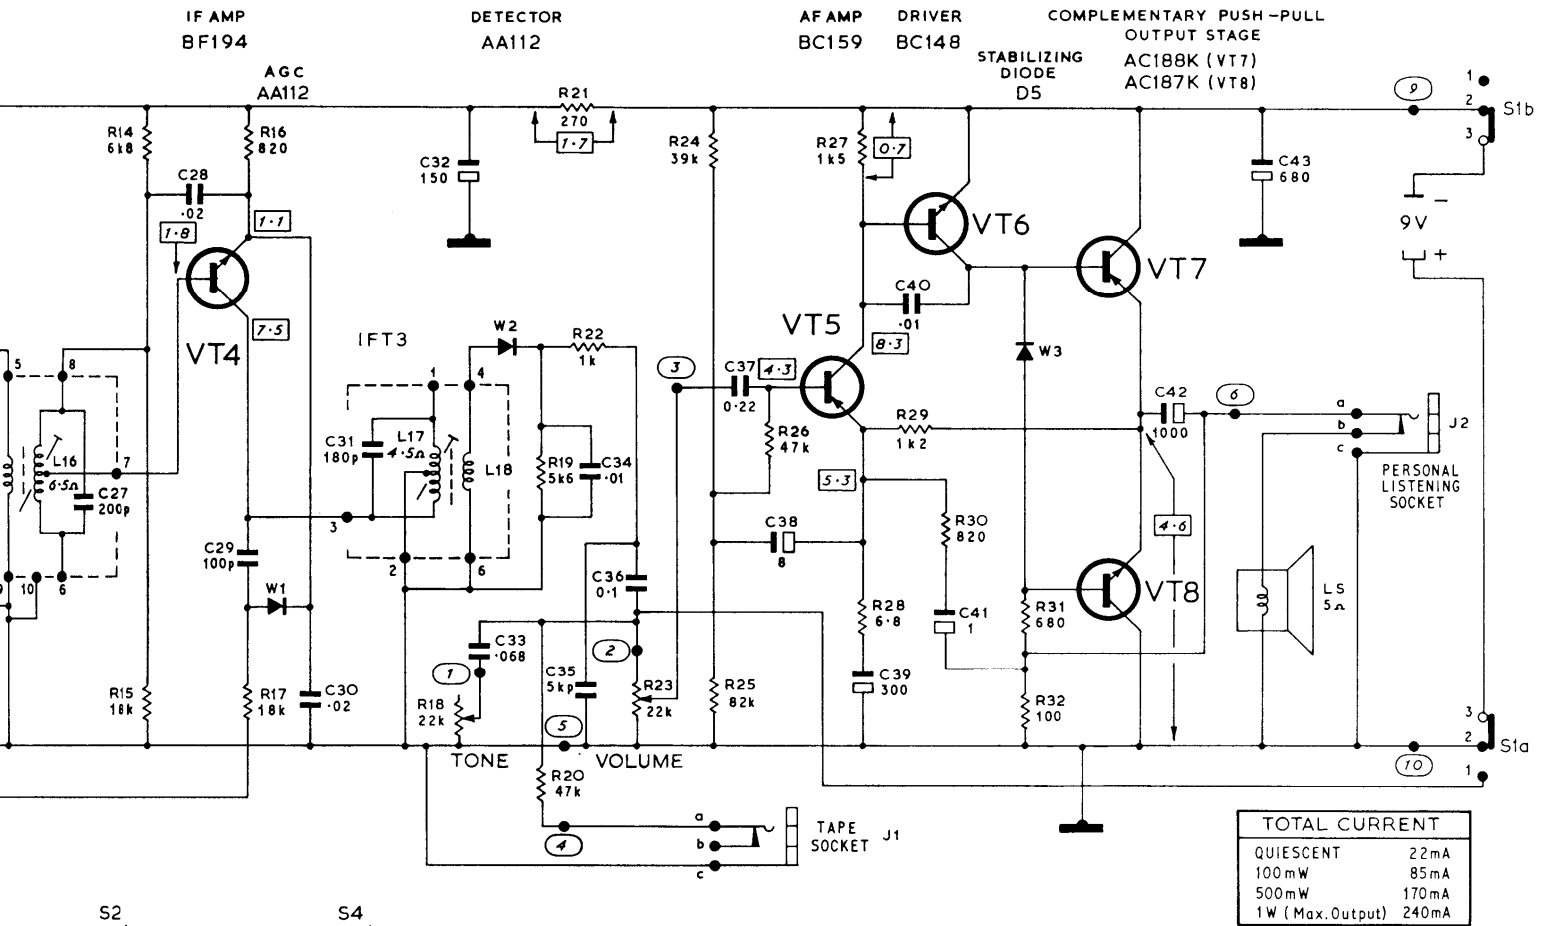 IF AMP
BF194
DETECTOR
AA112
AF AMP
BC159
DRIVER
BC148
COMPLEMENTARY PUSH-PULL
OUTPUT STAGE
AC188K (VT7)
AC187K (VT8)
STABILIZING
DIODE
D5
AGC
AA112
R14
6k8
R16
820
C28
.02
1.8
1.1
VT4
7.5
C32
150
R21
270
1.7
R24
39k
R27
1k5
0.7
VT6
C40
.01
VT7
C43
680
9
1
2
3
S1b
9V
-
+
5
8
L16
6.5Ω
C27
200p
7
9
10
6
IFT3
1
4
C31
180p
L17
4.5Ω
L18
3
2
6
W2
R22
1k
R19
5k6
C34
.01
3
C37
0.22
4.3
VT5
8.3
R26
47k
R29
1k2
5.3
W3
C42
1000
6
a
b
c
J2
PERSONAL
LISTENING
SOCKET
C29
100p
W1
C36
0.1
C38
8
R30
820
4.6
VT8
LS
5Ω
R28
6.8
C41
1
R31
680
C33
.068
1
2
C35
5kp
R23
22k
R25
82k
C39
300
R32
100
R15
18k
R17
18k
C30
.02
R18
22k
5
TONE
VOLUME
3
2
1
S1a
10
R20
47k
4
a
b
c
TAPE
SOCKET
J1
TOTAL CURRENT
QUIESCENT 22mA
100mW 85mA
500mW 170mA
1W (Max.Output) 240mA
S2
S4